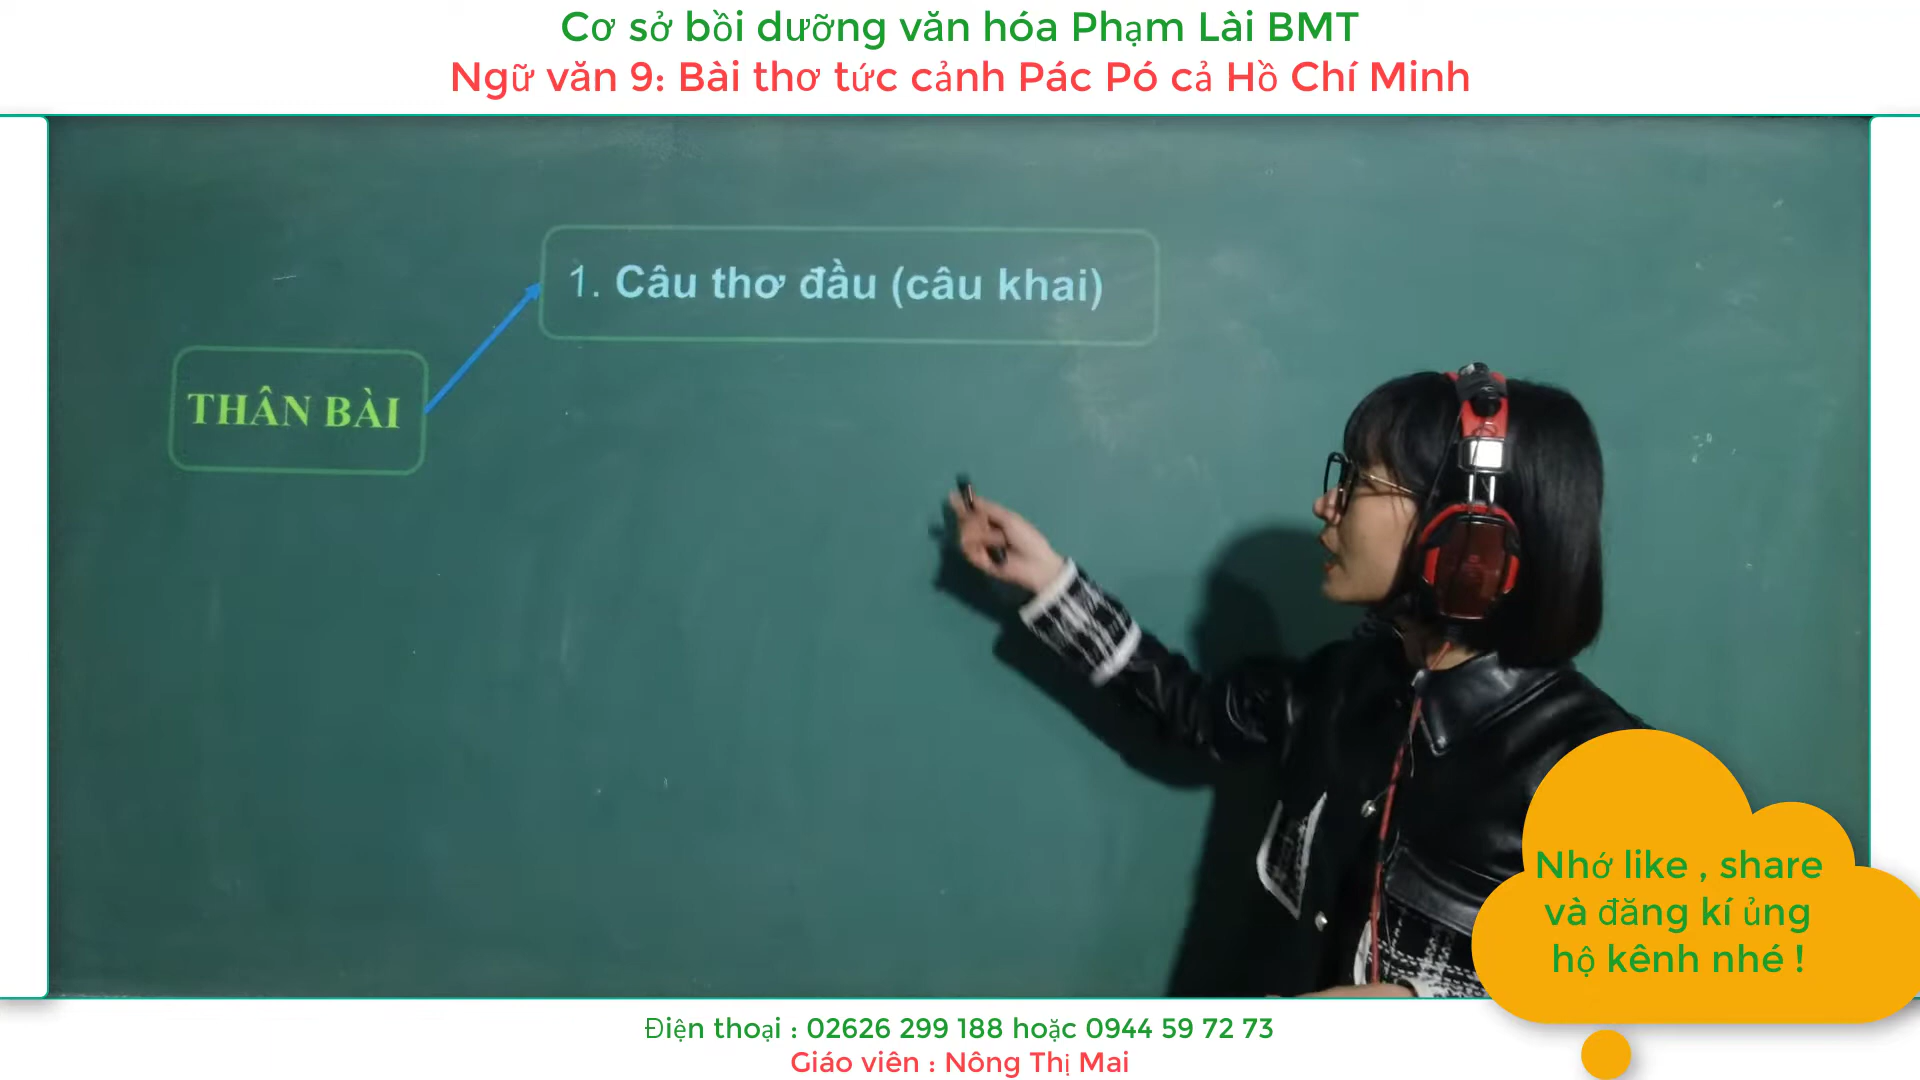 Cơ sở bồi dưỡng văn hóa Phạm Lài BMT
Ngữ văn 9: Bài thơ tức cảnh Pác Pó cả Hồ Chí Minh
1. Câu thơ đầu (câu khai)
THÂN BÀI
Nhớ like , share
và đăng kí ủng
hộ kênh nhé !
Điện thoại : 02626 299 188 hoặc 0944 59 72 73
Giáo viên : Nông Thị Mai